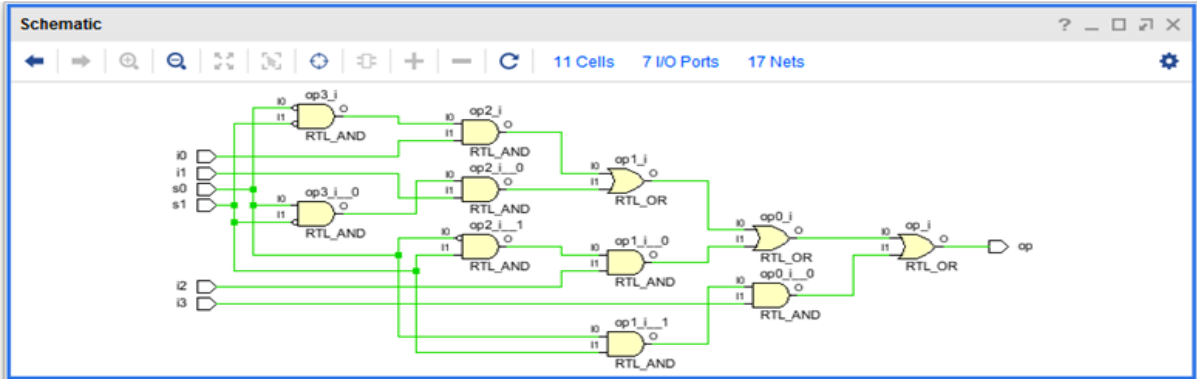 Schematic
?
11 Cells 7 I/O Ports 17 Nets
op3_i
I0 O
I1
RTL_AND
op2_i
I0 O
I1
RTL_AND
i0
i1
s0
s1
op2_i__0
I0 O
I1
RTL_AND
op1_i
I0 O
I1
RTL_OR
op3_i__0
I0 O
I1
RTL_AND
op2_i__1
I0 O
I1
RTL_AND
op1_i__0
I0 O
I1
RTL_AND
op0_i
I0 O
I1
RTL_OR
op_i
I0 O
I1
RTL_OR
op
i2
i3
op0_i__0
I0 O
I1
RTL_AND
op1_i__1
I0 O
I1
RTL_AND